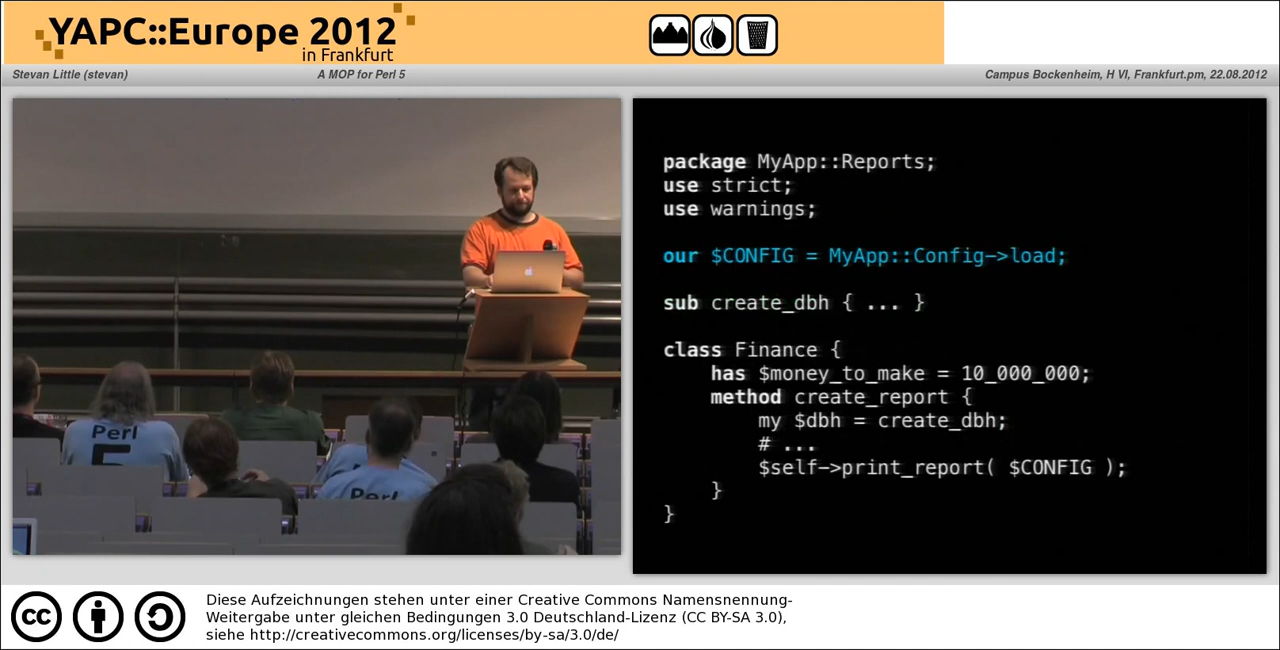 YAPC::Europe 2012
in Frankfurt
Stevan Little (stevan) A MOP for Perl 5 Campus Bockenheim, H VI, Frankfurt.pm, 22.08.2012
package MyApp::Reports;
use strict;
use warnings;
our $CONFIG = MyApp::Config->load;
sub create_dbh { ... }
class Finance {
has $money_to_make = 10_000_000;
method create_report {
my $dbh = create_dbh;
# ...
$self->print_report( $CONFIG );
}
}
Perl
5
Perl
cc
Diese Aufzeichnungen stehen unter einer Creative Commons Namensnennung-
Weitergabe unter gleichen Bedingungen 3.0 Deutschland-Lizenz (CC BY-SA 3.0),
siehe http://creativecommons.org/licenses/by-sa/3.0/de/